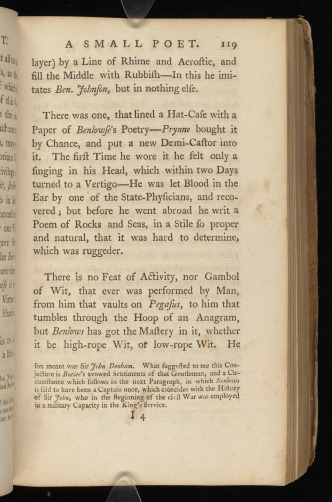 A SMALL POET. 119
layer) by a Line of Rhime and Acroſtic, and
fill the Middle with Rubbiſh—In this he imi-
tates Ben. Johnſon, but in nothing elſe.
There was one, that lined a Hat-Caſe with a
Paper of Benlowſe's Poetry—Prynne bought it
by Chance, and put a new Demi-Caſtor into
it. The firſt Time he wore it he felt only a
ſinging in his Head, which within two Days
turned to a Vertigo—He was let Blood in the
Ear by one of the State-Phyſicians, and reco-
vered; but before he went abroad he writ a
Poem of Rocks and Seas, in a Stile ſo proper
and natural, that it was hard to determine,
which was ruggeder.
There is no Feat of Activity, nor Gambol
of Wit, that ever was performed by Man,
from him that vaults on Pegaſus, to him that
tumbles through the Hoop of an Anagram,
but Benlows has got the Maſtery in it, whether
it be high-rope Wit, or low-rope Wit. He
ſon meant was Sir John Denham. What ſuggeſted to me this Con-
jecture is Butler's avowed Sentiments of that Gentleman, and a Cir-
cumſtance which follows in the next Paragraph, in which Benlows
is ſaid to have been a Captain once, which coincides with the Hiſtory
of Sir John, who in the Beginning of the civil War was employed
in a military Capacity in the King's Service.
I 4